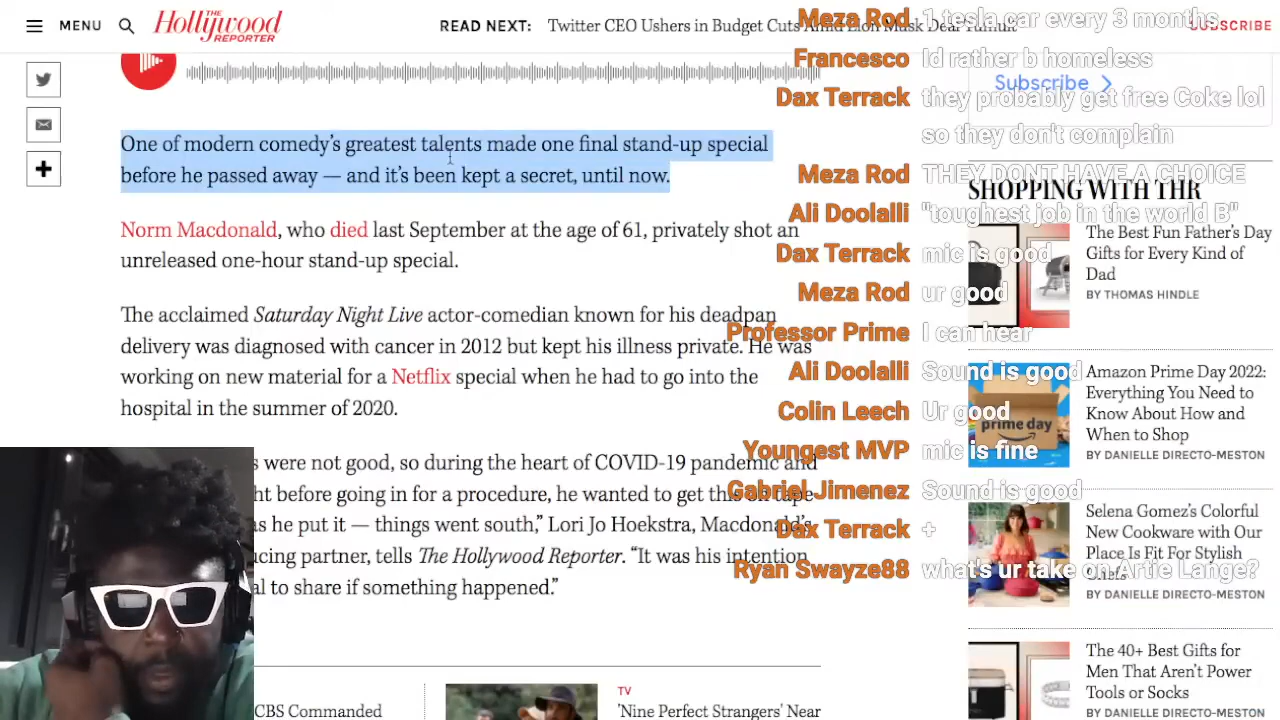 MENU
The Hollywood REPORTER
READ NEXT:
Twitter CEO Ushers in Budget Cuts Amid Elon Musk Deal Turmoil
SUBSCRIBE
Subscribe
One of modern comedy's greatest talents made one final stand-up special
before he passed away — and it's been kept a secret, until now.
Norm Macdonald, who died last September at the age of 61, privately shot an
unreleased one-hour stand-up special.
The acclaimed Saturday Night Live actor-comedian known for his deadpan
delivery was diagnosed with cancer in 2012 but kept his illness private. He was
working on new material for a Netflix special when he had to go into the
hospital in the summer of 2020.
s were not good, so during the heart of COVID-19 pandemic and
ht before going in for a procedure, he wanted to get this on tape
as he put it — things went south,” Lori Jo Hoekstra, Macdonald's
ucing partner, tells The Hollywood Reporter. “It was his intention
al to share if something happened.”
CBS Commanded
TV
'Nine Perfect Strangers' Near
Meza Rod 1 tesla car every 3 months
Francesco Id rather b homeless
Dax Terrack they probably get free Coke lol
so they don't complain
Meza Rod THEY DONT HAVE A CHOICE
Ali Doolalli "toughest job in the world B"
Dax Terrack mic is good
Meza Rod ur good
Professor Prime I can hear
Ali Doolalli Sound is good
Colin Leech Ur good
Youngest MVP mic is fine
Gabriel Jimenez Sound is good
Dax Terrack +
Ryan Swayze88 what's ur take on Artie Lange?
SHOPPING WITH THR
The Best Fun Father's Day
Gifts for Every Kind of
Dad
BY THOMAS HINDLE
prime day
Amazon Prime Day 2022:
Everything You Need to
Know About How and
When to Shop
BY DANIELLE DIRECTO-MESTON
Selena Gomez's Colorful
New Cookware with Our
Place Is Fit For Stylish
Chefs
BY DANIELLE DIRECTO-MESTON
The 40+ Best Gifts for
Men That Aren't Power
Tools or Socks
BY DANIELLE DIRECTO-MESTON